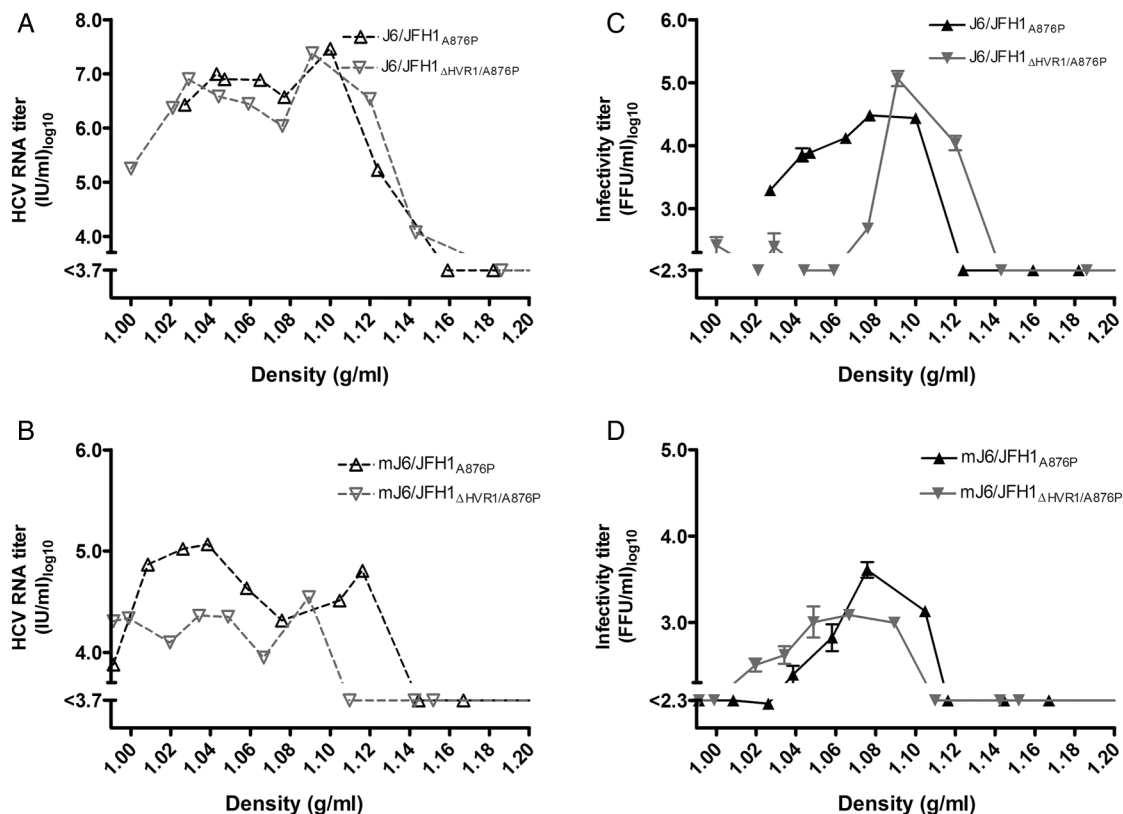 A
HCV RNA titer
(IU/ml)log10
8.0
7.0
6.0
5.0
4.0
<3.7
J6/JFH1A876P
J6/JFH1ΔHVR1/A876P
1.00 1.02 1.04 1.06 1.08 1.10 1.12 1.14 1.16 1.18 1.20
Density (g/ml)
C
Infectivity titer
(FFU/ml)log10
6.0
5.0
4.0
3.0
<2.3
J6/JFH1A876P
J6/JFH1ΔHVR1/A876P
1.00 1.02 1.04 1.06 1.08 1.10 1.12 1.14 1.16 1.18 1.20
Density (g/ml)
B
HCV RNA titer
(IU/ml)log10
6.0
5.0
4.0
<3.7
mJ6/JFH1A876P
mJ6/JFH1ΔHVR1/A876P
1.00 1.02 1.04 1.06 1.08 1.10 1.12 1.14 1.16 1.18 1.20
Density (g/ml)
D
Infectivity titer
(FFU/ml)log10
5.0
4.0
3.0
<2.3
mJ6/JFH1A876P
mJ6/JFH1ΔHVR1/A876P
1.00 1.02 1.04 1.06 1.08 1.10 1.12 1.14 1.16 1.18 1.20
Density (g/ml)